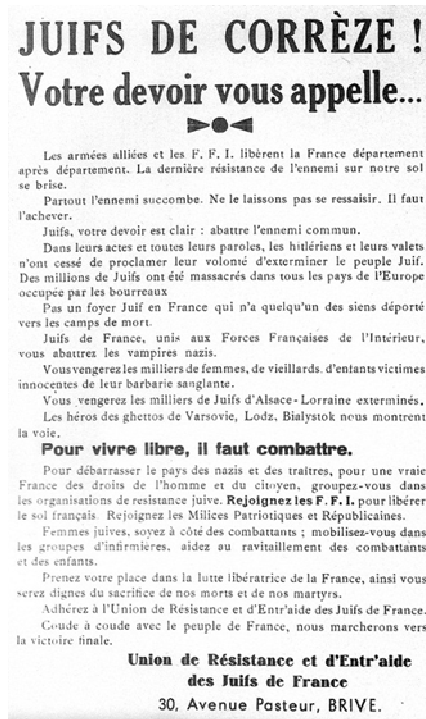 JUIFS DE CORRÈZE !
Votre devoir vous appelle...
Les armées alliées et les F. F. I. libèrent la France département
après département. La dernière résistance de l'ennemi sur notre sol
se brise.
Partout l'ennemi succombe. Ne le laissons pas se ressaisir. Il faut
l'achever.
Juifs, votre devoir est clair : abattre l'ennemi commun.
Dans leurs actes et toutes leurs paroles, les hitlériens et leurs valets
n'ont cessé de proclamer leur volonté d'exterminer le peuple Juif.
Des millions de Juifs ont été massacrés dans tous les pays de l'Europe
occupée par les bourreaux
Pas un foyer Juif en France qui n'a quelqu'un des siens déporté
vers les camps de mort.
Juifs de France, unis aux Forces Françaises de l'Intérieur,
vous abattrez les vampires nazis.
Vous vengerez les milliers de femmes, de vieillards, d'enfants victimes
innocentes de leur barbarie sanglante.
Vous vengerez les milliers de Juifs d'Alsace-Lorraine exterminés.
Les héros des ghettos de Varsovie, Lodz, Bialystok nous montrent
la voie.
Pour vivre libre, il faut combattre.
Pour débarrasser le pays des nazis et des traîtres, pour une vraie
France des droits de l'homme et du citoyen, groupez-vous dans
les organisations de resistance juive. Rejoignez les F. F. I. pour libérer
le sol français. Rejoignez les Milices Patriotiques et Républicaines.
Femmes juives, soyez à côté des combattants ; mobilisez-vous dans
les groupes d'infirmières, aidez au ravitaillement des combattants
et des enfants.
Prenez votre place dans la lutte libératrice de la France, ainsi vous
serez dignes du sacrifice de nos morts et de nos martyrs.
Adhérez à l'Union de Résistance et d'Entr'aide des Juifs de France.
Coude à coude avec le peuple de France, nous marcherons vers
la victoire finale.
Union de Résistance et d'Entr'aide
des Juifs de France
30, Avenue Pasteur, BRIVE.